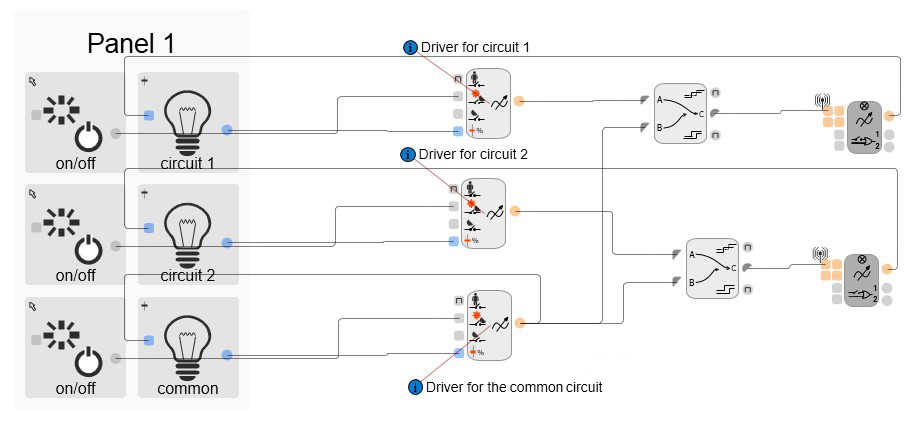 Panel 1
Driver for circuit 1
on/off
circuit 1
% 
A
B
C
1
2
Driver for circuit 2
on/off
circuit 2
%
A
B
C
1
2
on/off
common
%
Driver for the common circuit